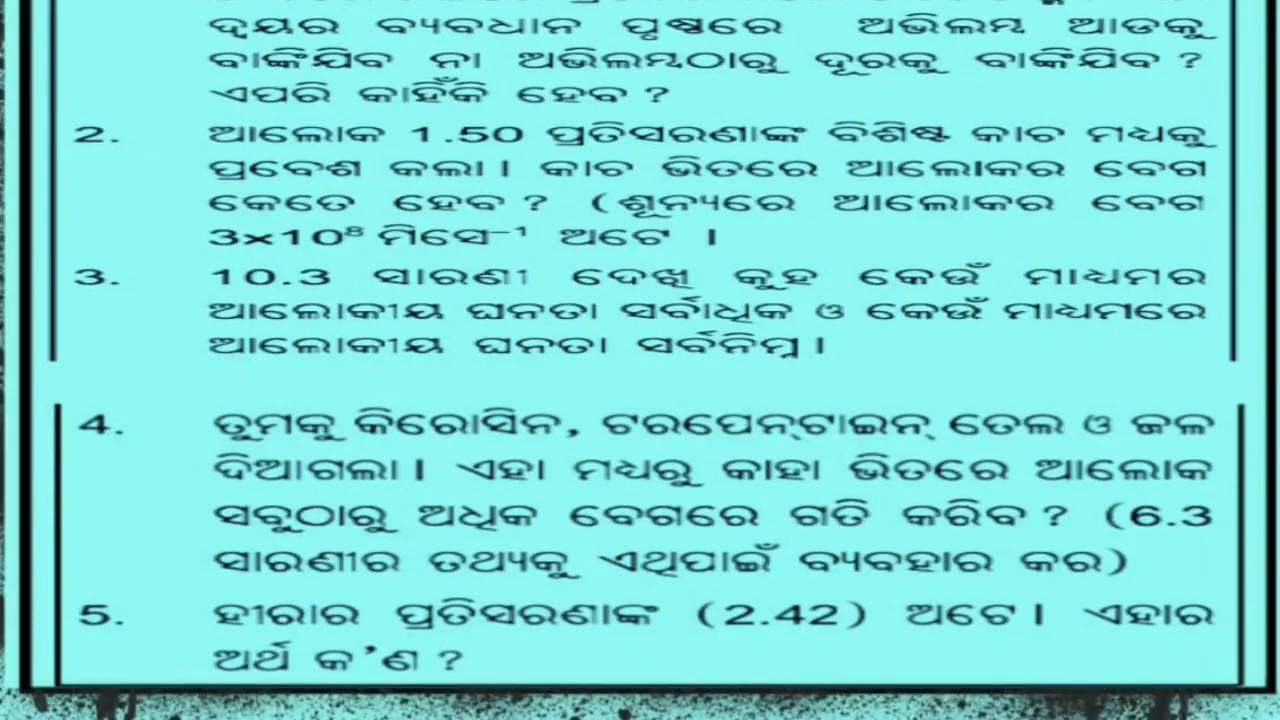 ଦ୍ୱୟର ବ୍ୟବଧାନ ପୃଷ୍ଠରେ ଅଭିଲମ୍ବ ଆଡକୁ
ବାଙ୍କିଯିବ ନା ଅଭିଲମ୍ବଠାରୁ ଦୂରକୁ ବାଙ୍କିଯିବ ?
ଏପରି କାହିଁକି ହେବ ?
2. ଆଲୋକ 1.50 ପ୍ରତିସରଣାଙ୍କ ବିଶିଷ୍ଟ କାଚ ମଧ୍ୟକୁ
ପ୍ରବେଶ କଲା । କାଚ ଭିତରେ ଆଲୋକର ବେଗ
କେତେ ହେବ ? (ଶୂନ୍ୟରେ ଆଲୋକର ବେଗ
3x10⁸ ମିସେ⁻¹ ଅଟେ ।
3. 10.3 ସାରଣୀ ଦେଖି କୁହ କେଉଁ ମାଧ୍ୟମର
ଆଲୋକୀୟ ଘନତା ସର୍ବାଧିକ ଓ କେଉଁ ମାଧ୍ୟମରେ
ଆଲୋକୀୟ ଘନତା ସର୍ବନିମ୍ନ ।
4. ତୁମକୁ କିରୋସିନ, ଟରପେନ୍‌ଟାଇନ୍ ତେଲ ଓ ଜଳ
ଦିଆଗଲା । ଏହା ମଧ୍ୟରୁ କାହା ଭିତରେ ଆଲୋକ
ସବୁଠାରୁ ଅଧିକ ବେଗରେ ଗତି କରିବ ? (6.3
ସାରଣୀର ତଥ୍ୟକୁ ଏଥିପାଇଁ ବ୍ୟବହାର କର)
5. ହୀରାର ପ୍ରତିସରଣାଙ୍କ (2.42) ଅଟେ । ଏହାର
ଅର୍ଥ କ'ଣ ?